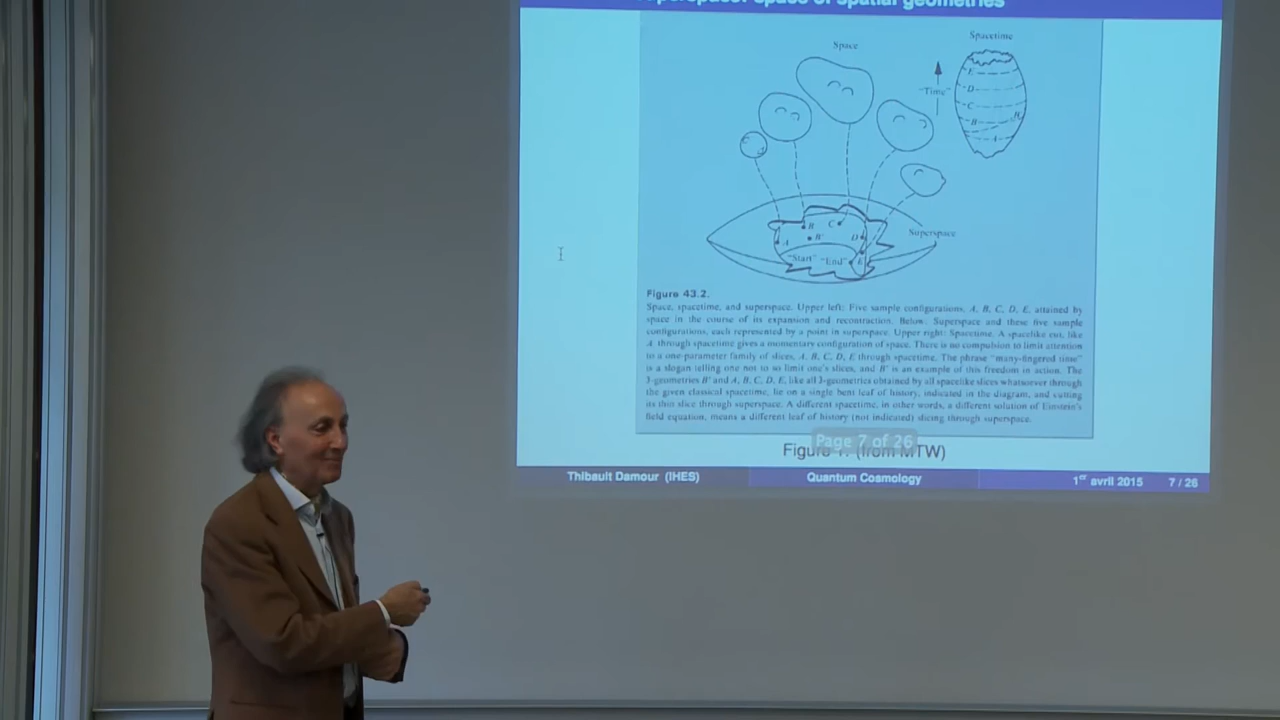 Superspace: space of spatial geometries
Space
Spacetime
"Time"
E
D
C
B
B'
A
Superspace
A
B
B'
C
D
E
"Start" "End"
Figure 43.2.
Space, spacetime, and superspace. Upper left: Five sample configurations, A, B, C, D, E, attained by
space in the course of its expansion and recontraction. Below: Superspace and these five sample
configurations, each represented by a point in superspace. Upper right: Spacetime. A spacelike cut, like
A, through spacetime gives a momentary configuration of space. There is no compulsion to limit attention
to a one-parameter family of slices, A, B, C, D, E through spacetime. The phrase "many-fingered time"
is a slogan telling one not to so limit one's slices, and B' is an example of this freedom in action. The
3-geometries B' and A, B, C, D, E, like all 3-geometries obtained by all spacelike slices whatsoever through
the given classical spacetime, lie on a single bent leaf of history, indicated in the diagram, and cutting
its thin slice through superspace. A different spacetime, in other words, a different solution of Einstein's
field equation, means a different leaf of history (not indicated) slicing through superspace.
Page 7 of 26
Figure (from MTW)
Thibault Damour (IHES)
Quantum Cosmology
1er avril 2015
7 / 26